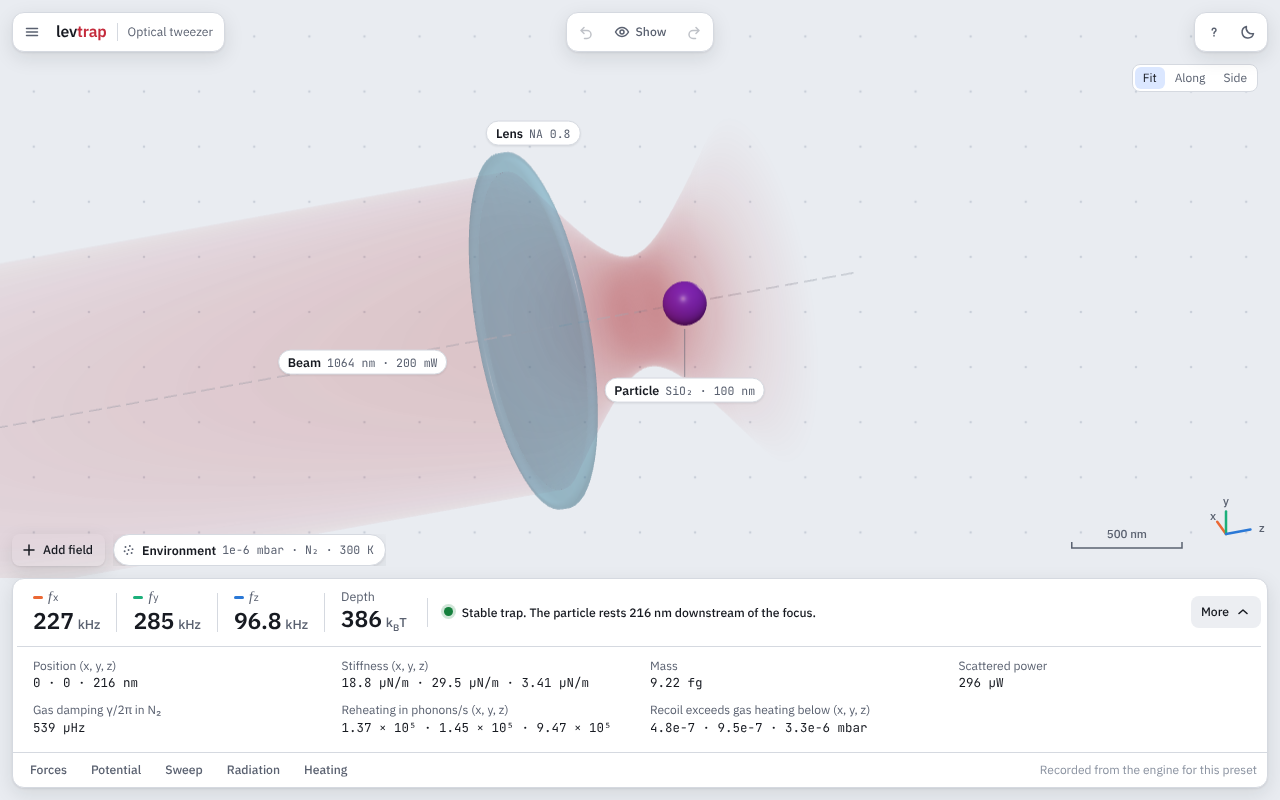 levtrap Optical tweezer
Show
?
Fit Along Side
Lens NA 0.8
Beam 1064 nm · 200 mW
Particle SiO₂ · 100 nm
y
x
z
500 nm
Add field
Environment 1e-6 mbar · N₂ · 300 K
fx
227 kHz
fy
285 kHz
fz
96.8 kHz
Depth
386 kBT
Stable trap. The particle rests 216 nm downstream of the focus.
More
Position (x, y, z)
0 · 0 · 216 nm
Stiffness (x, y, z)
18.8 μN/m · 29.5 μN/m · 3.41 μN/m
Mass
9.22 fg
Scattered power
296 μW
Gas damping γ/2π in N₂
539 μHz
Reheating in phonons/s (x, y, z)
1.37 × 10⁵ · 1.45 × 10⁵ · 9.47 × 10⁵
Recoil exceeds gas heating below (x, y, z)
4.8e-7 · 9.5e-7 · 3.3e-6 mbar
Forces Potential Sweep Radiation Heating
Recorded from the engine for this preset